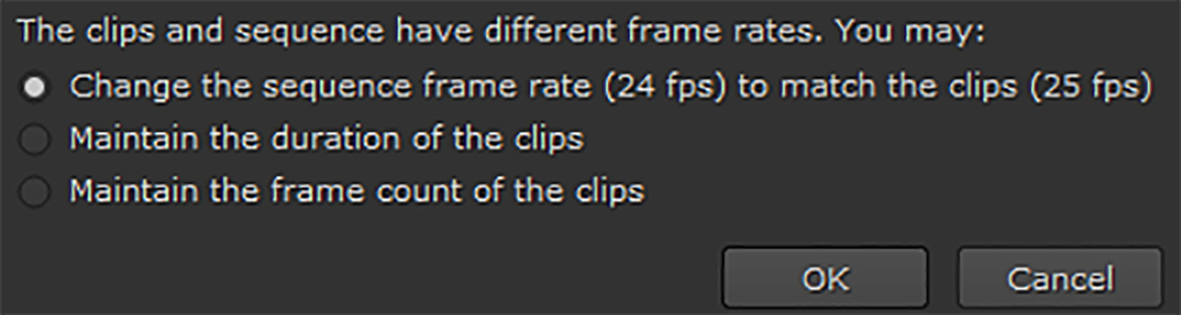 The clips and sequence have different frame rates. You may:
Change the sequence frame rate (24 fps) to match the clips (25 fps)
Maintain the duration of the clips
Maintain the frame count of the clips
OK Cancel